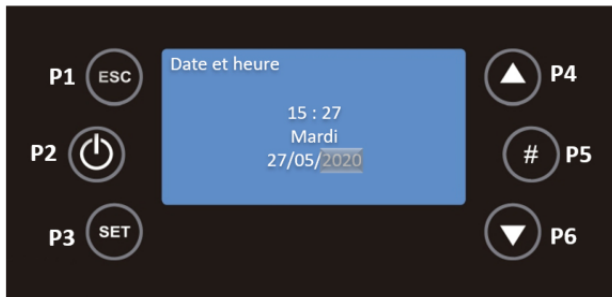 Date et heure
15 : 27
Mardi
27/05/2020
P1 ESC
P2
P3 SET
P4
# P5
P6